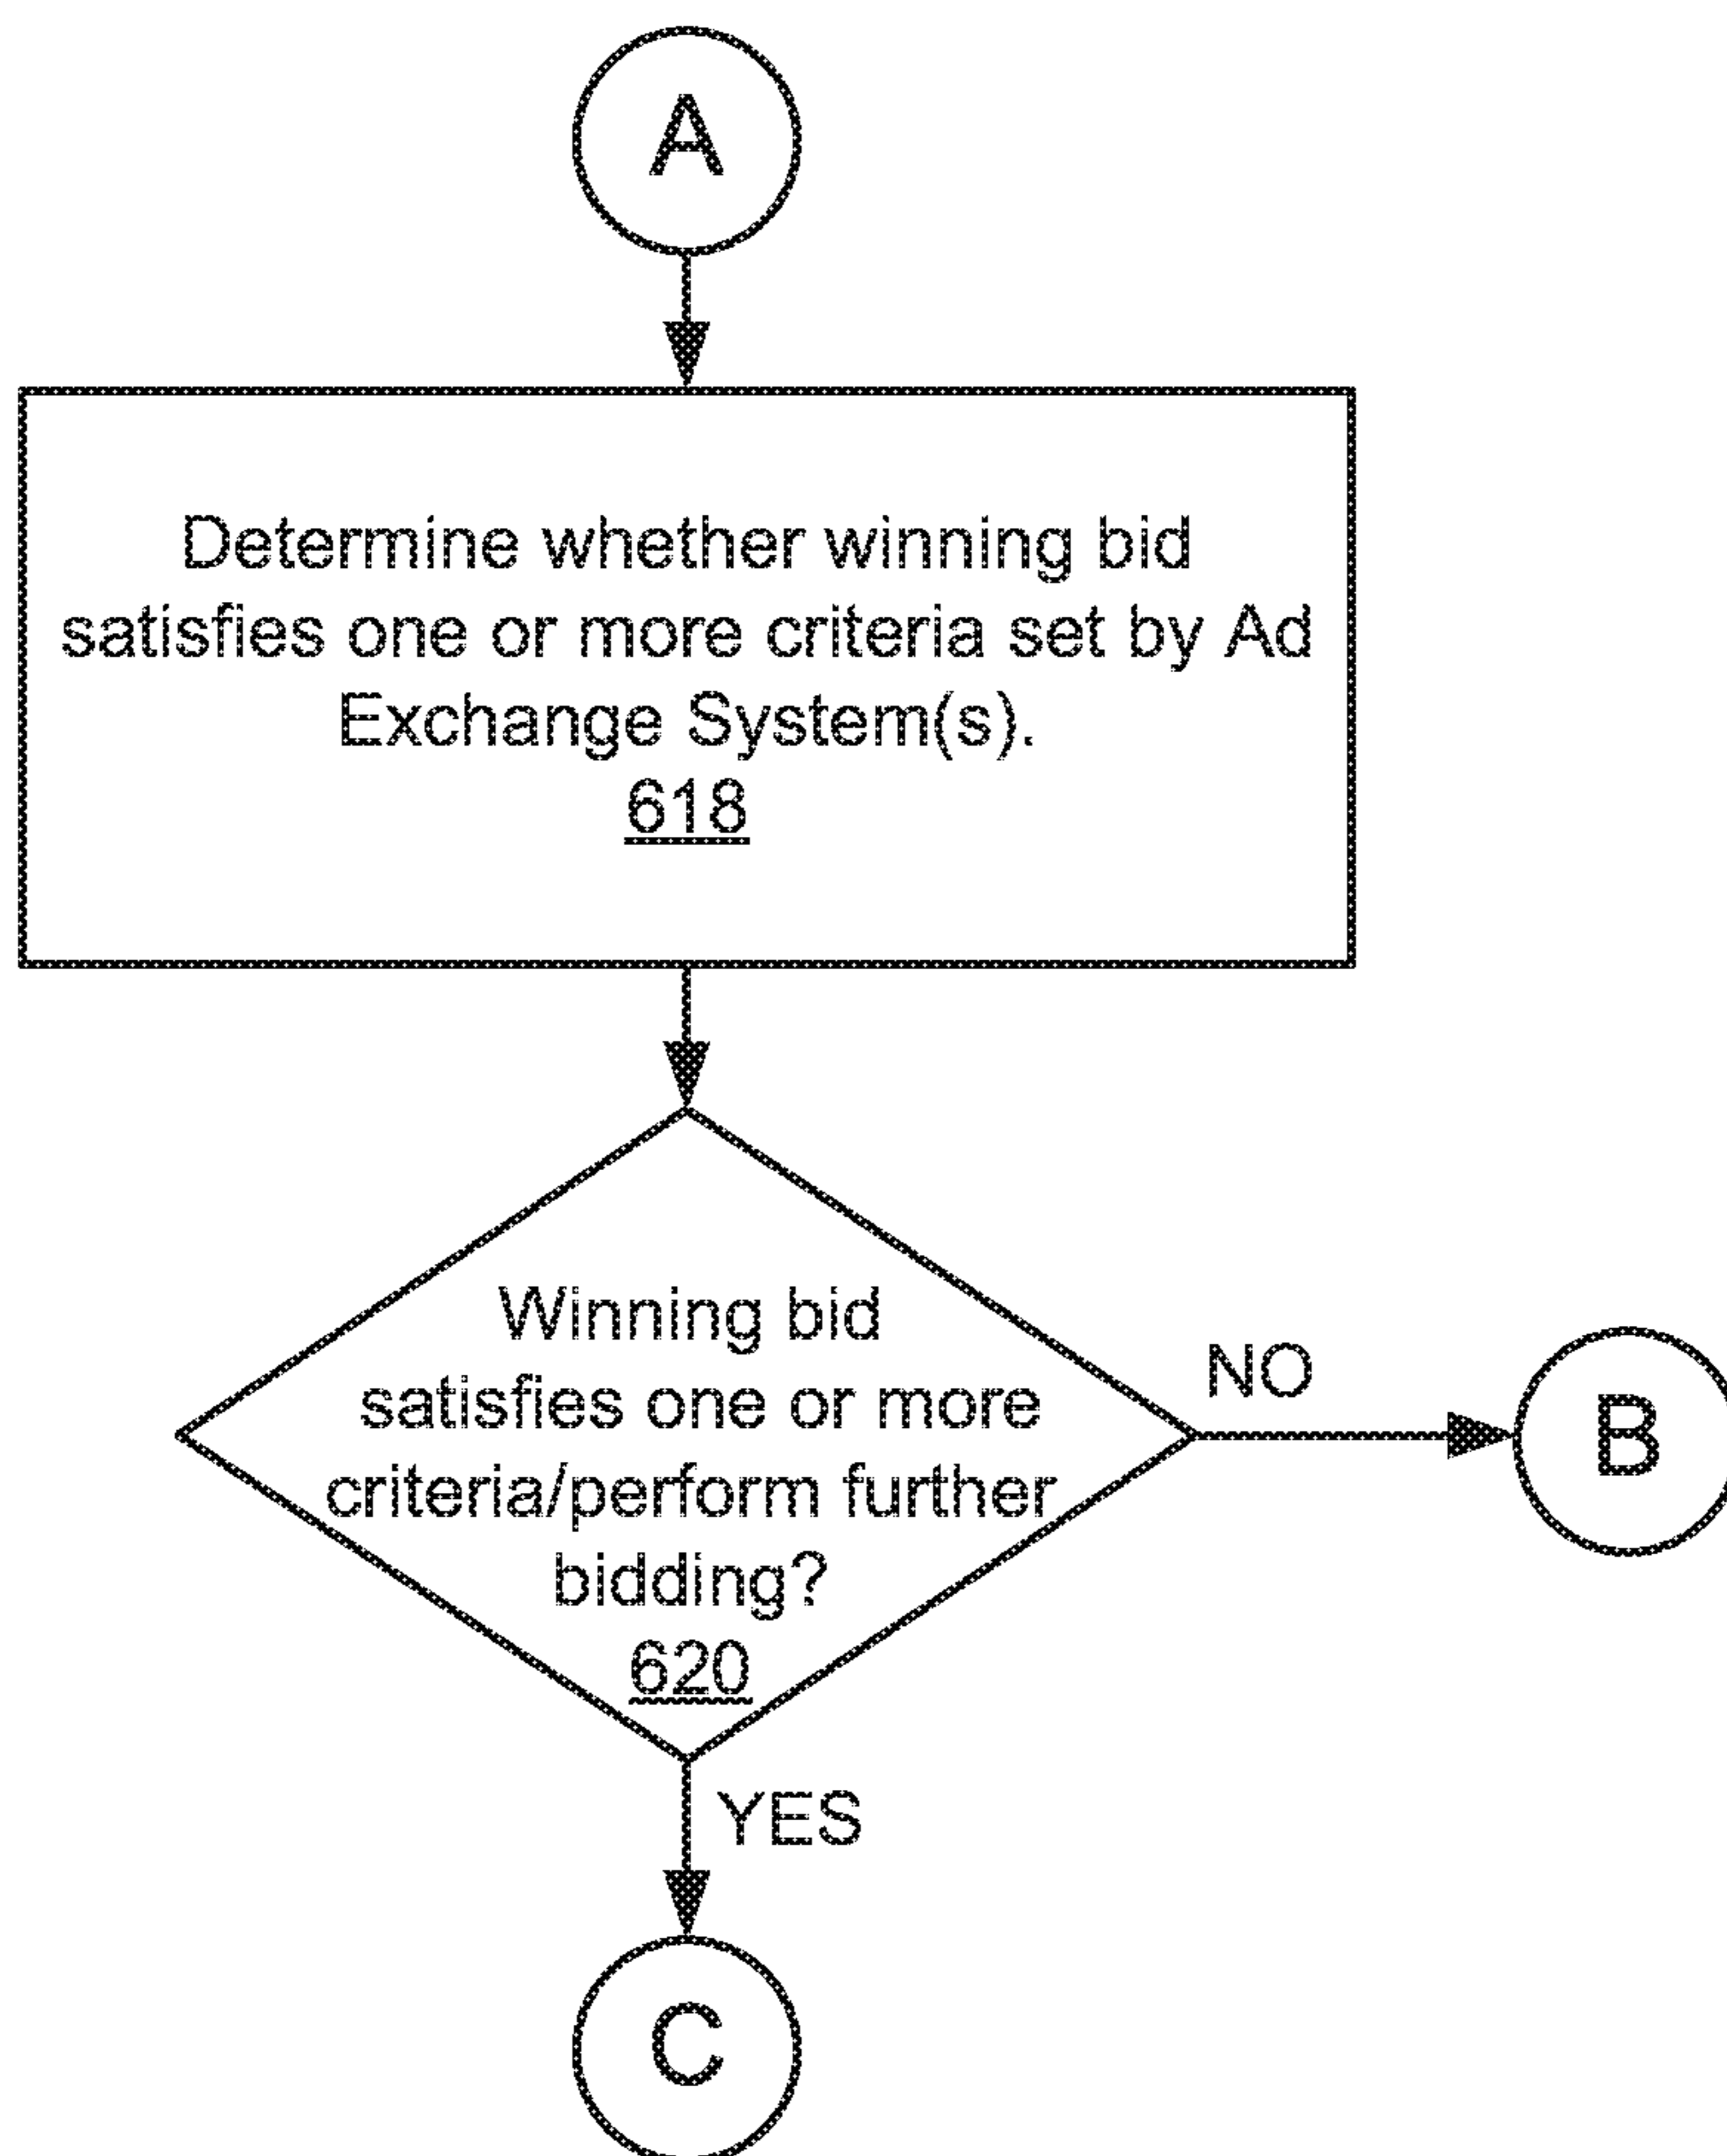 A
Determine whether winning bid
satisfies one or more criteria set by Ad
Exchange System(s).
618
Winning bid
satisfies one or more
criteria/perform further
bidding?
620
NO
B
YES
C